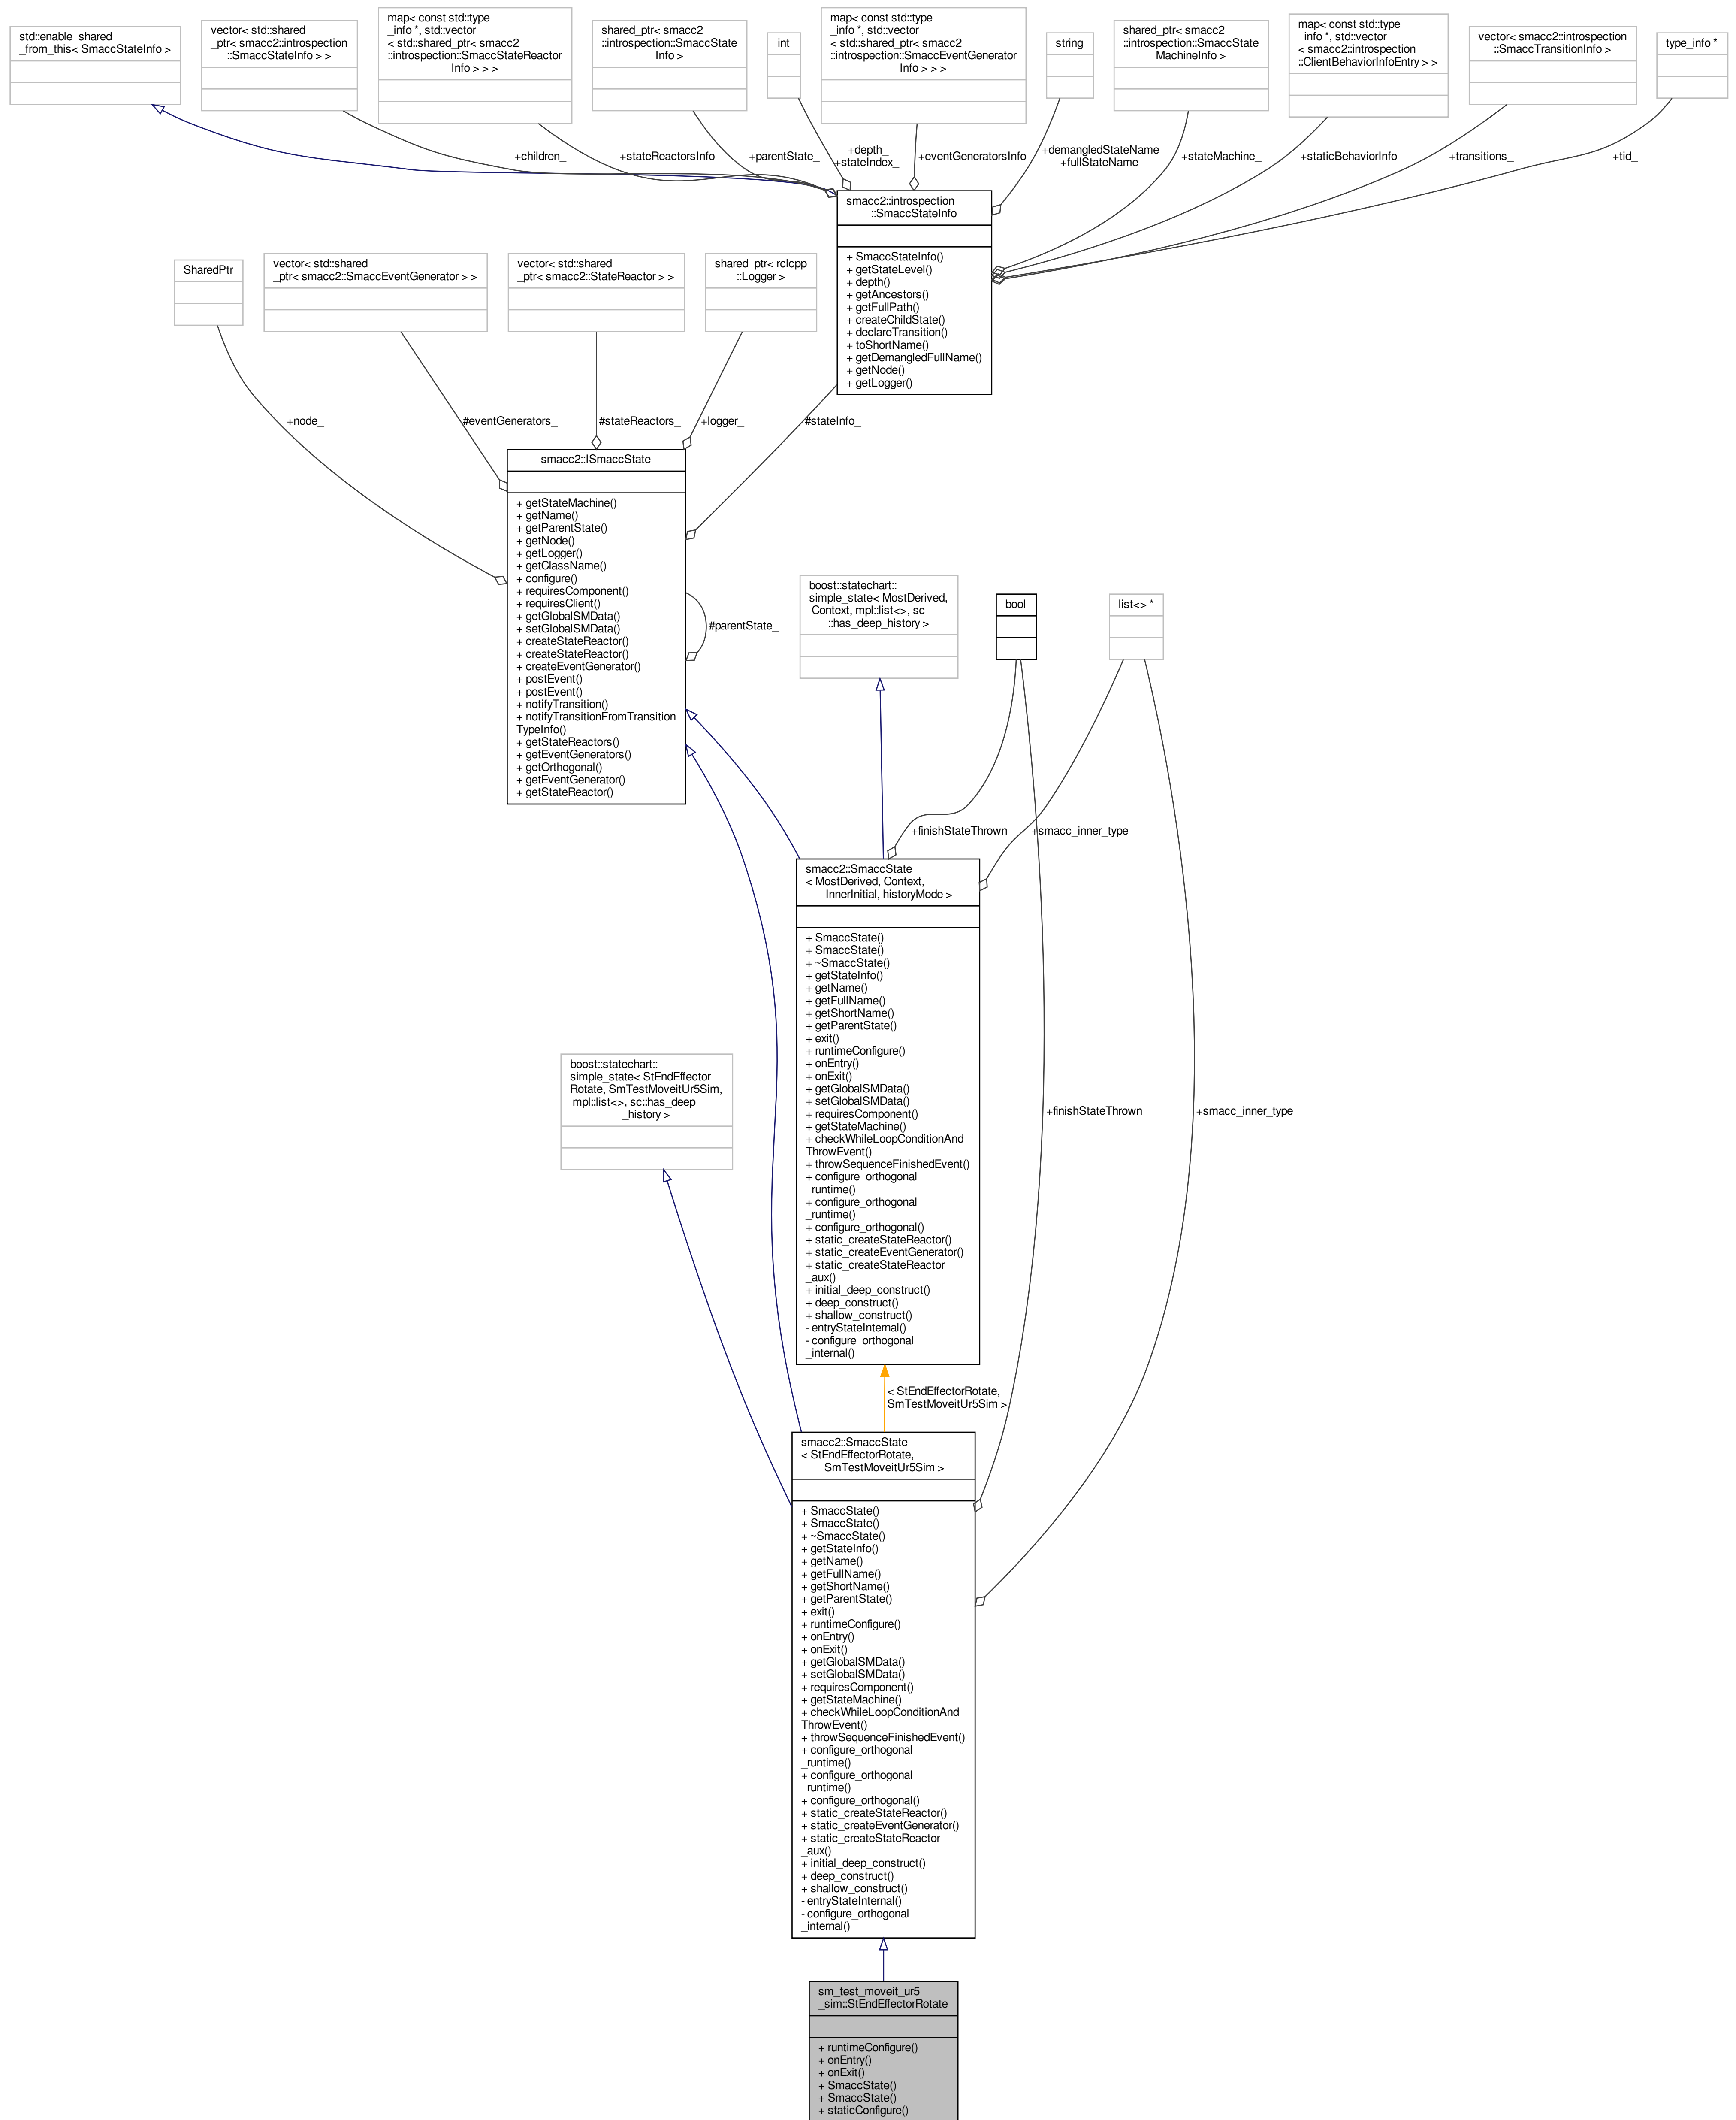 std::enable_shared
_from_this< SmaccStateInfo >
vector< std::shared
_ptr< smacc2::introspection
::SmaccStateInfo > >
map< const std::type
_info *, std::vector
< std::shared_ptr< smacc2
::introspection::SmaccStateReactor
Info > > >
shared_ptr< smacc2
::introspection::SmaccState
Info >
int
map< const std::type
_info *, std::vector
< std::shared_ptr< smacc2
::introspection::SmaccEventGenerator
Info > > >
string
shared_ptr< smacc2
::introspection::SmaccState
MachineInfo >
map< const std::type
_info *, std::vector
< smacc2::introspection
::ClientBehaviorInfoEntry > >
vector< smacc2::introspection
::SmaccTransitionInfo >
type_info *
+children_
+stateReactorsInfo
+parentState_
+depth_
+stateIndex_
+eventGeneratorsInfo
+demangledStateName
+fullStateName
+stateMachine_
+staticBehaviorInfo
+transitions_
+tid_
smacc2::introspection
::SmaccStateInfo
+ SmaccStateInfo()
+ getStateLevel()
+ depth()
+ getAncestors()
+ getFullPath()
+ createChildState()
+ declareTransition()
+ toShortName()
+ getDemangledFullName()
+ getNode()
+ getLogger()
SharedPtr
vector< std::shared
_ptr< smacc2::SmaccEventGenerator > >
vector< std::shared
_ptr< smacc2::StateReactor > >
shared_ptr< rclcpp
::Logger >
+node_
#eventGenerators_
#stateReactors_
+logger_
#stateInfo_
smacc2::ISmaccState
+ getStateMachine()
+ getName()
+ getParentState()
+ getNode()
+ getLogger()
+ getClassName()
+ configure()
+ requiresComponent()
+ requiresClient()
+ getGlobalSMData()
+ setGlobalSMData()
+ createStateReactor()
+ createStateReactor()
+ createEventGenerator()
+ postEvent()
+ postEvent()
+ notifyTransition()
+ notifyTransitionFromTransition
TypeInfo()
+ getStateReactors()
+ getEventGenerators()
+ getOrthogonal()
+ getEventGenerator()
+ getStateReactor()
#parentState_
boost::statechart::
simple_state< MostDerived,
Context, mpl::list<>, sc
::has_deep_history >
bool
list<> *
+finishStateThrown
+smacc_inner_type
smacc2::SmaccState
< MostDerived, Context,
InnerInitial, historyMode >
+ SmaccState()
+ SmaccState()
+ ~SmaccState()
+ getStateInfo()
+ getName()
+ getFullName()
+ getShortName()
+ getParentState()
+ exit()
+ runtimeConfigure()
+ onEntry()
+ onExit()
+ getGlobalSMData()
+ setGlobalSMData()
+ requiresComponent()
+ getStateMachine()
+ checkWhileLoopConditionAnd
ThrowEvent()
+ throwSequenceFinishedEvent()
+ configure_orthogonal
_runtime()
+ configure_orthogonal
_runtime()
+ configure_orthogonal()
+ static_createStateReactor()
+ static_createEventGenerator()
+ static_createStateReactor
_aux()
+ initial_deep_construct()
+ deep_construct()
+ shallow_construct()
- entryStateInternal()
- configure_orthogonal
_internal()
boost::statechart::
simple_state< StEndEffector
Rotate, SmTestMoveitUr5Sim,
mpl::list<>, sc::has_deep
_history >
+finishStateThrown
+smacc_inner_type
< StEndEffectorRotate,
SmTestMoveitUr5Sim >
smacc2::SmaccState
< StEndEffectorRotate,
SmTestMoveitUr5Sim >
+ SmaccState()
+ SmaccState()
+ ~SmaccState()
+ getStateInfo()
+ getName()
+ getFullName()
+ getShortName()
+ getParentState()
+ exit()
+ runtimeConfigure()
+ onEntry()
+ onExit()
+ getGlobalSMData()
+ setGlobalSMData()
+ requiresComponent()
+ getStateMachine()
+ checkWhileLoopConditionAnd
ThrowEvent()
+ throwSequenceFinishedEvent()
+ configure_orthogonal
_runtime()
+ configure_orthogonal
_runtime()
+ configure_orthogonal()
+ static_createStateReactor()
+ static_createEventGenerator()
+ static_createStateReactor
_aux()
+ initial_deep_construct()
+ deep_construct()
+ shallow_construct()
- entryStateInternal()
- configure_orthogonal
_internal()
sm_test_moveit_ur5
_sim::StEndEffectorRotate
+ runtimeConfigure()
+ onEntry()
+ onExit()
+ SmaccState()
+ SmaccState()
+ staticConfigure()